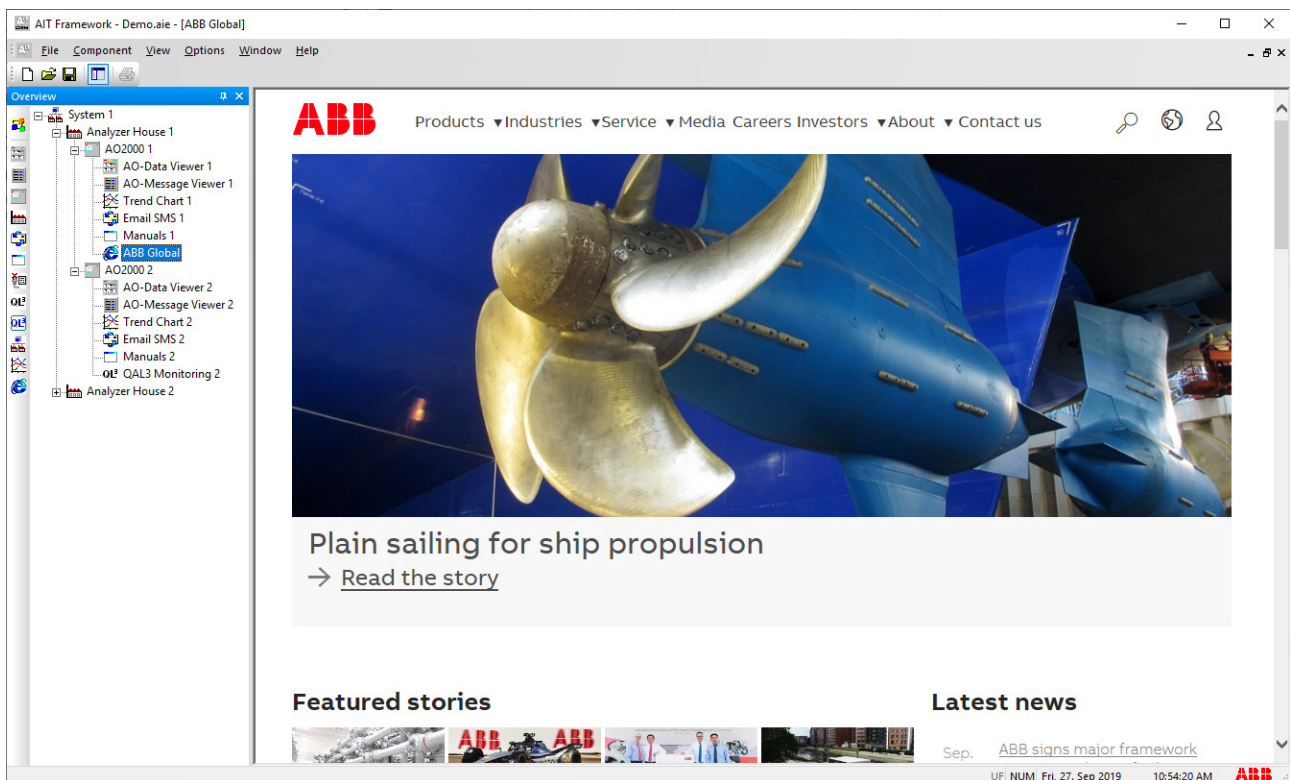 AIT Framework - Demo.aie - [ABB Global]
File Component View Options Window Help
Overview
System 1
Analyzer House 1
AO2000 1
AO-Data Viewer 1
AO-Message Viewer 1
Trend Chart 1
Email SMS 1
Manuals 1
ABB Global
AO2000 2
AO-Data Viewer 2
AO-Message Viewer 2
Trend Chart 2
Email SMS 2
Manuals 2
QAL3 Monitoring 2
Analyzer House 2
ABB
Products Industries Service Media Careers Investors About Contact us
Plain sailing for ship propulsion
Read the story
Featured stories
Latest news
ABB ABB
Sep. ABB signs major framework
UF NUM Fri, 27. Sep 2019 10:54:20 AM ABB